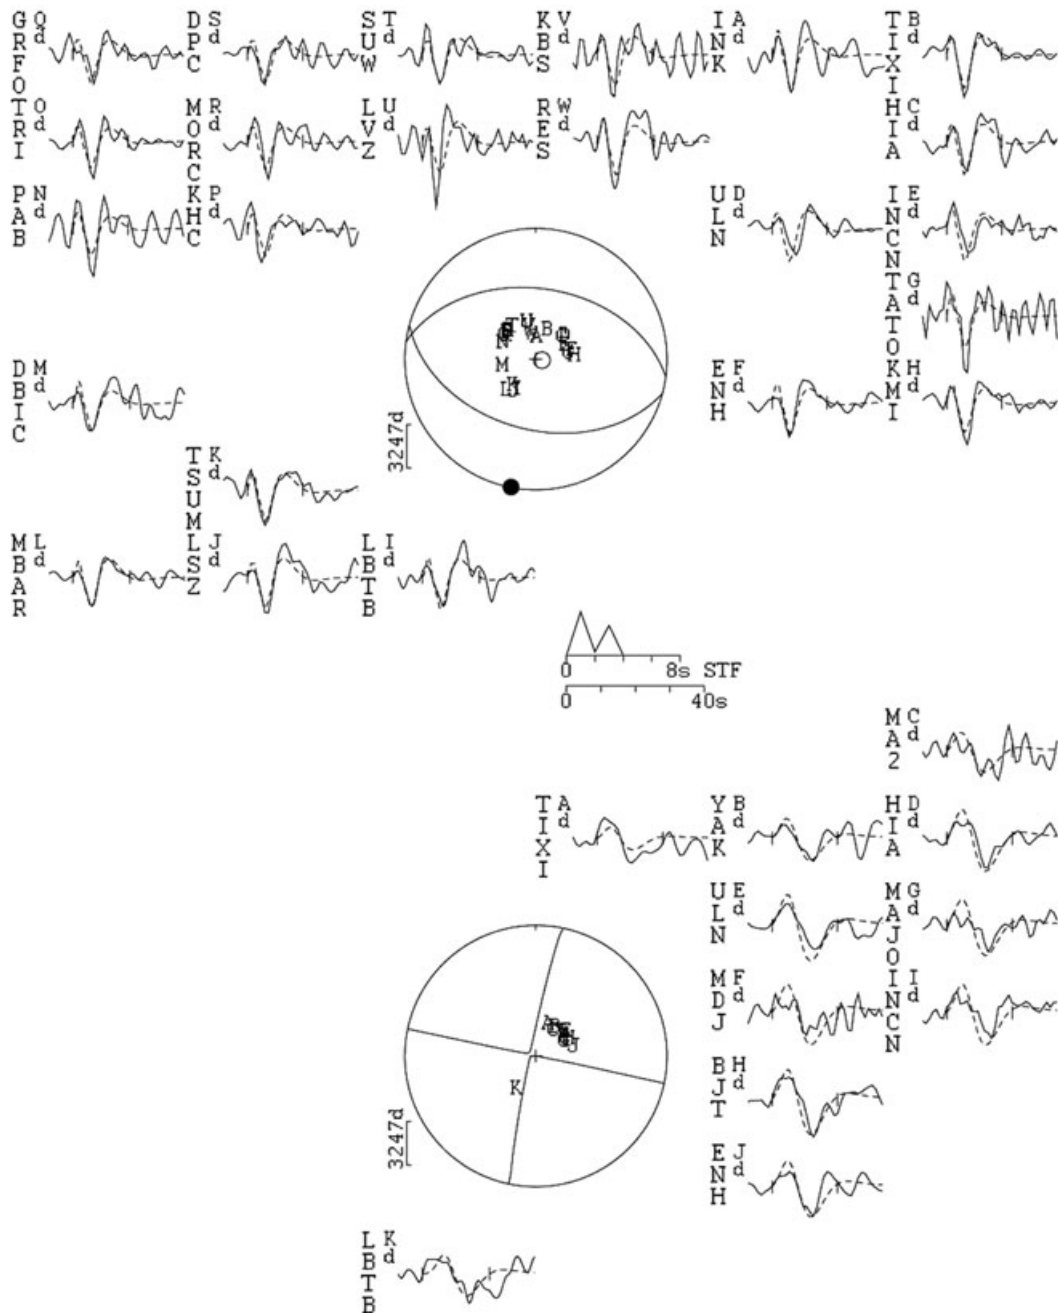 GRFO O d
DPC S d
SUW T d
KBS V d
INK A d
TIXI B d
TRI Q d
MORC R d
LVZ U d
RES W d
HIA C d
PAB N d
KHC P d
ULN D d
INCN E d
TATO G d
DBIC M d
ENH F d
KMI H d
N U V A B H M K
3247d
TSUM K d
MBAR L d
LSZ J d
LBTB I d
0 8s STF
0 40s
MA2 C d
TIXI A d
YAK B d
HIA D d
ULN E d
MAJO G d
MDJ F d
INCN I d
A J K
3247d
BJT H d
ENH J d
LBTB K d